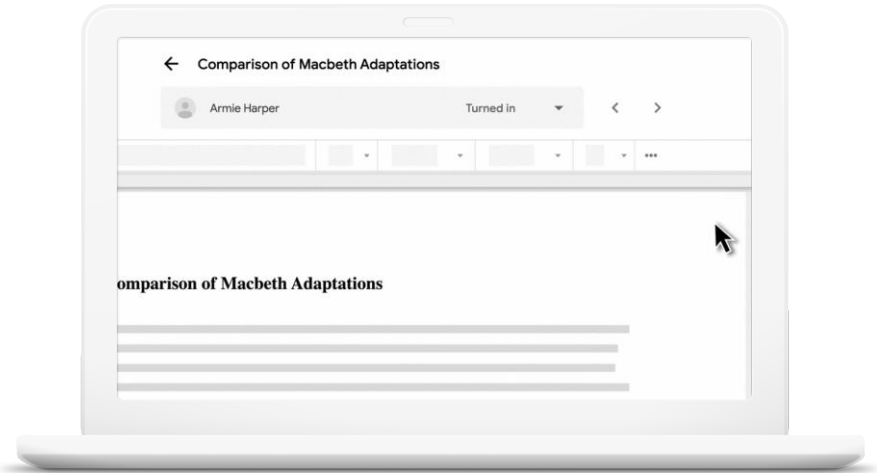 Comparison of Macbeth Adaptations
Armie Harper Turned in
omparison of Macbeth Adaptations